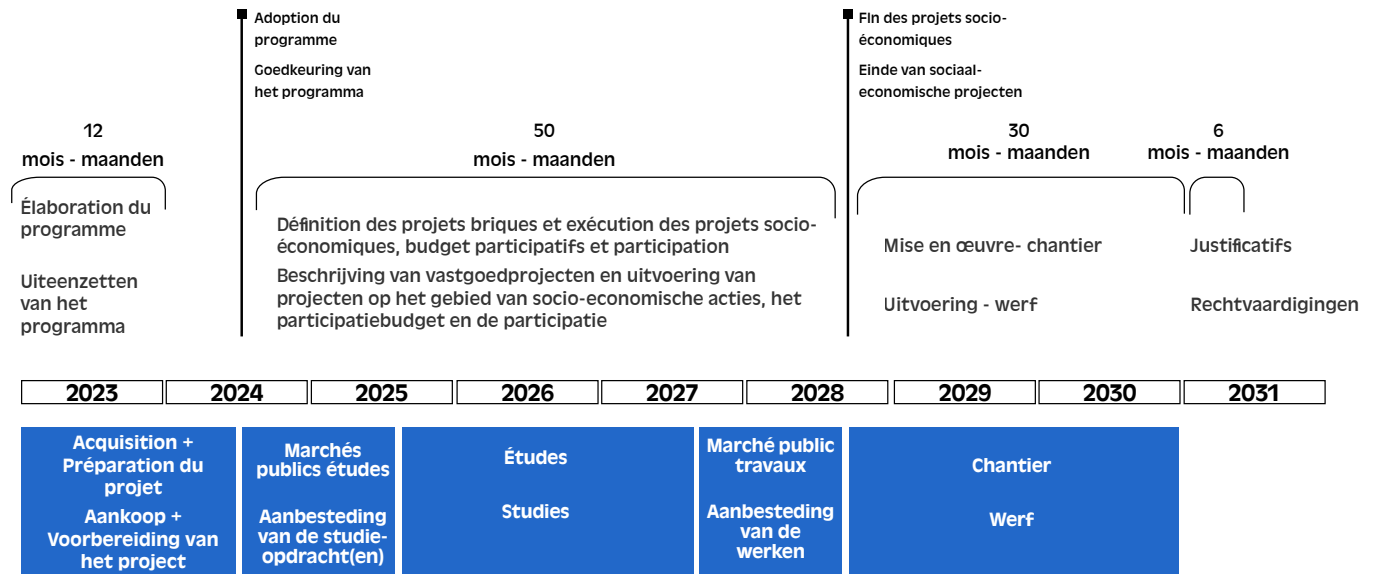 Adoption du
programme
Goedkeuring van
het programma
FIn des projets socio-
économiques
Einde van sociaal-
economische projecten
12
mois - maanden
50
mois - maanden
30
mois - maanden
6
mois - maanden
Élaboration du
programme
Uiteenzetten
van het
programma
Définition des projets briques et exécution des projets socio-
économiques, budget participatifs et participation
Beschrijving van vastgoedprojecten en uitvoering van
projecten op het gebied van socio-economische acties, het
participatiebudget en de participatie
Mise en œuvre- chantier
Uitvoering - werf
Justificatifs
Rechtvaardigingen
2023
2024
2025
2026
2027
2028
2029
2030
2031
Acquisition +
Préparation du
projet
Aankoop +
Voorbereiding van
het project
Marchés
publics études
Aanbesteding
van de studie-
opdracht(en)
Études
Studies
Marché public
travaux
Aanbesteding
van de
werken
Chantier
Werf